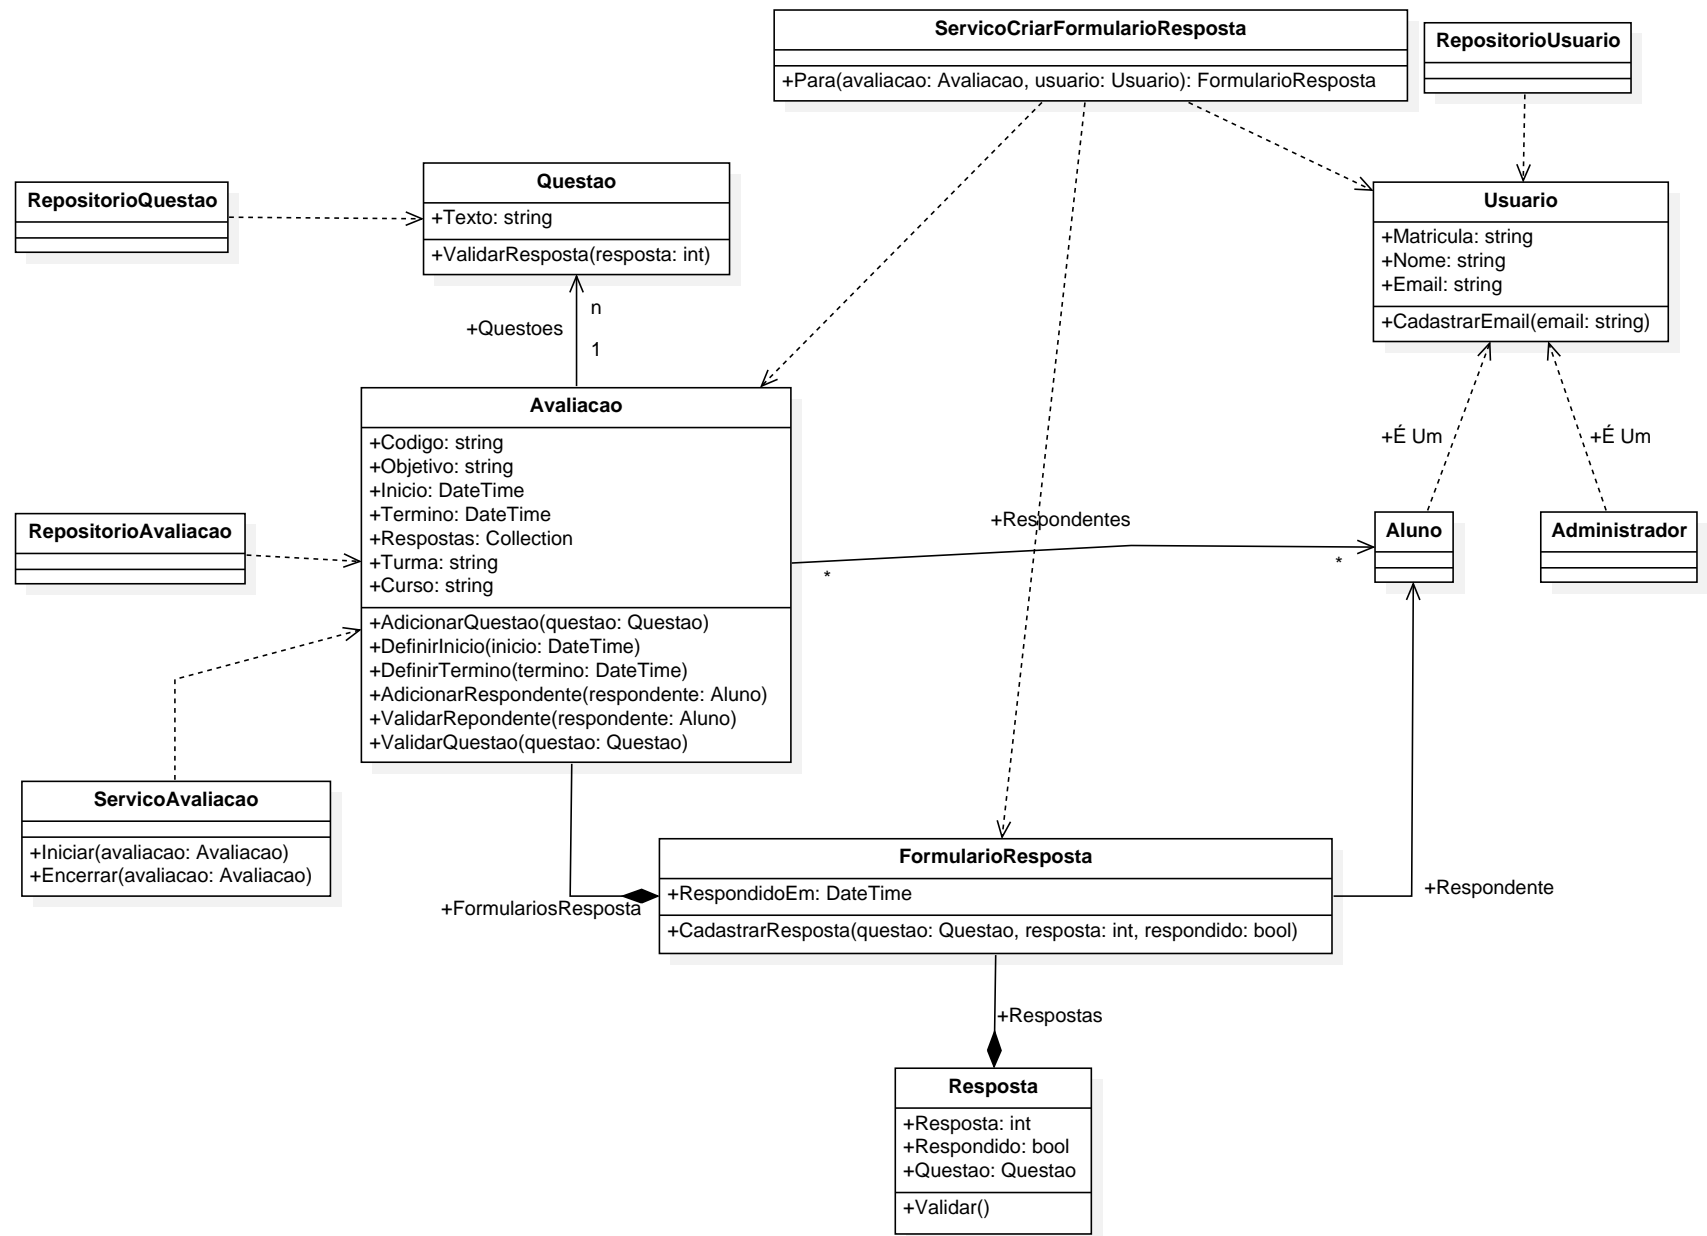 ServicoCriarFormularioResposta
+Para(avaliacao: Avaliacao, usuario: Usuario): FormularioResposta
RepositorioUsuario
RepositorioQuestao
Questao
+Texto: string
+ValidarResposta(resposta: int)
Usuario
+Matricula: string
+Nome: string
+Email: string
+CadastrarEmail(email: string)
n
+Questoes
1
Avaliacao
+Codigo: string
+Objetivo: string
+Inicio: DateTime
+Termino: DateTime
+Respostas: Collection
+Turma: string
+Curso: string
+AdicionarQuestao(questao: Questao)
+DefinirInicio(inicio: DateTime)
+DefinirTermino(termino: DateTime)
+AdicionarRespondente(respondente: Aluno)
+ValidarRepondente(respondente: Aluno)
+ValidarQuestao(questao: Questao)
+É Um
+É Um
RepositorioAvaliacao
+Respondentes
*
*
Aluno
Administrador
ServicoAvaliacao
+Iniciar(avaliacao: Avaliacao)
+Encerrar(avaliacao: Avaliacao)
+FormulariosResposta
FormularioResposta
+RespondidoEm: DateTime
+CadastrarResposta(questao: Questao, resposta: int, respondido: bool)
+Respondente
+Respostas
Resposta
+Resposta: int
+Respondido: bool
+Questao: Questao
+Validar()